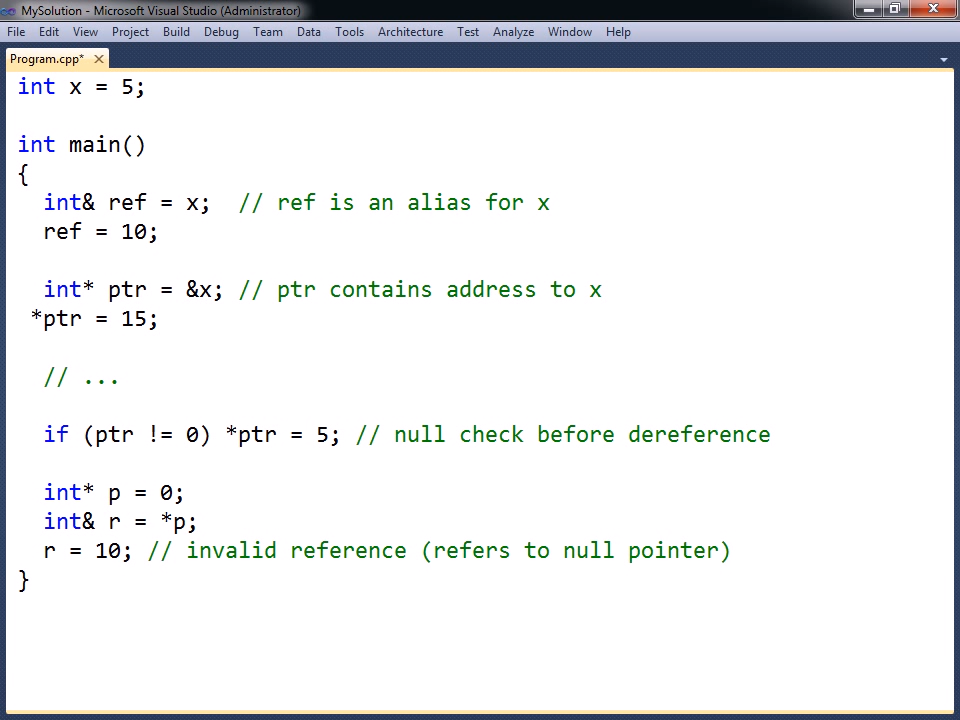 MySolution - Microsoft Visual Studio (Administrator)
File Edit View Project Build Debug Team Data Tools Architecture Test Analyze Window Help
Program.cpp*
int x = 5;
int main()
{
int& ref = x; // ref is an alias for x
ref = 10;
int* ptr = &x; // ptr contains address to x
*ptr = 15;
// ...
if (ptr != 0) *ptr = 5; // null check before dereference
int* p = 0;
int& r = *p;
r = 10; // invalid reference (refers to null pointer)
}